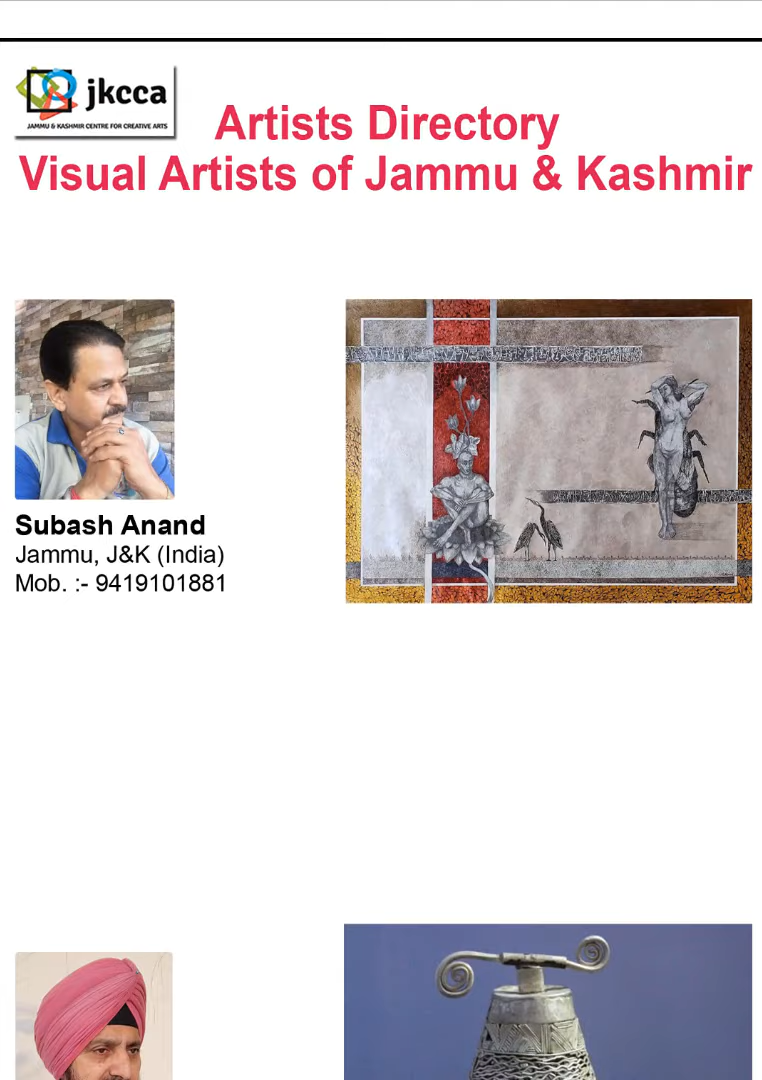 jkcca
JAMMU & KASHMIR CENTRE FOR CREATIVE ARTS
Artists Directory
Visual Artists of Jammu & Kashmir
Subash Anand
Jammu, J&K (India)
Mob. :- 9419101881